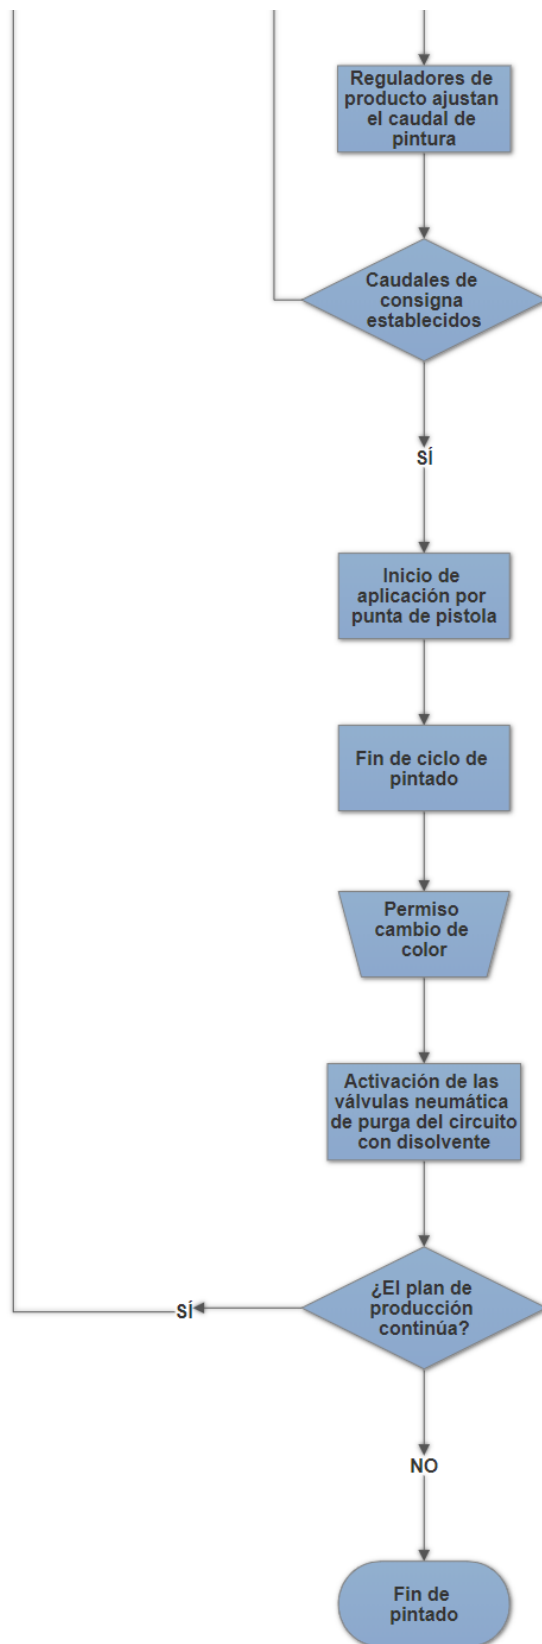 Reguladores de
producto ajustan
el caudal de
pintura
Caudales de
consigna
establecidos
SÍ
Inicio de
aplicación por
punta de pistola
Fin de ciclo de
pintado
Permiso
cambio de
color
Activación de las
válvulas neumática
de purga del circuito
con disolvente
¿El plan de
producción
continúa?
SÍ
NO
Fin de
pintado